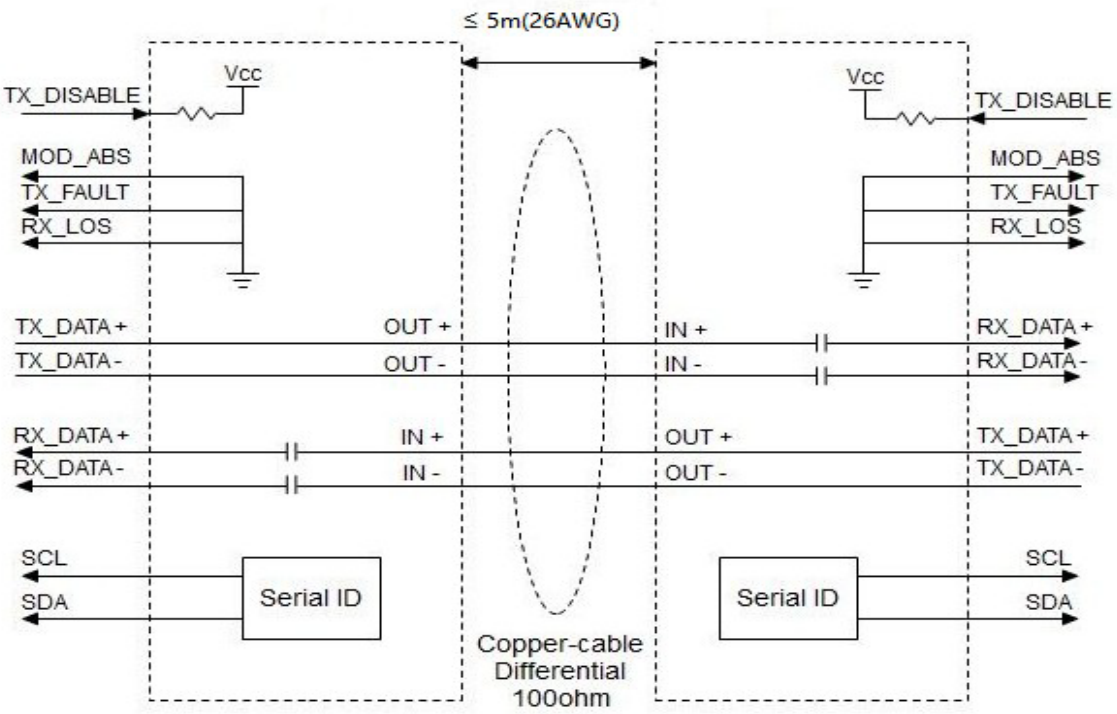 ≤ 5m(26AWG)
Vcc
Vcc
TX_DISABLE
TX_DISABLE
MOD_ABS
MOD_ABS
TX_FAULT
TX_FAULT
RX_LOS
RX_LOS
TX_DATA+
OUT +
IN +
RX_DATA+
TX_DATA-
OUT -
IN -
RX_DATA-
RX_DATA+
IN +
OUT +
TX_DATA+
RX_DATA-
IN -
OUT -
TX_DATA-
SCL
SCL
Serial ID
Serial ID
SDA
SDA
Copper-cable
Differential
100ohm